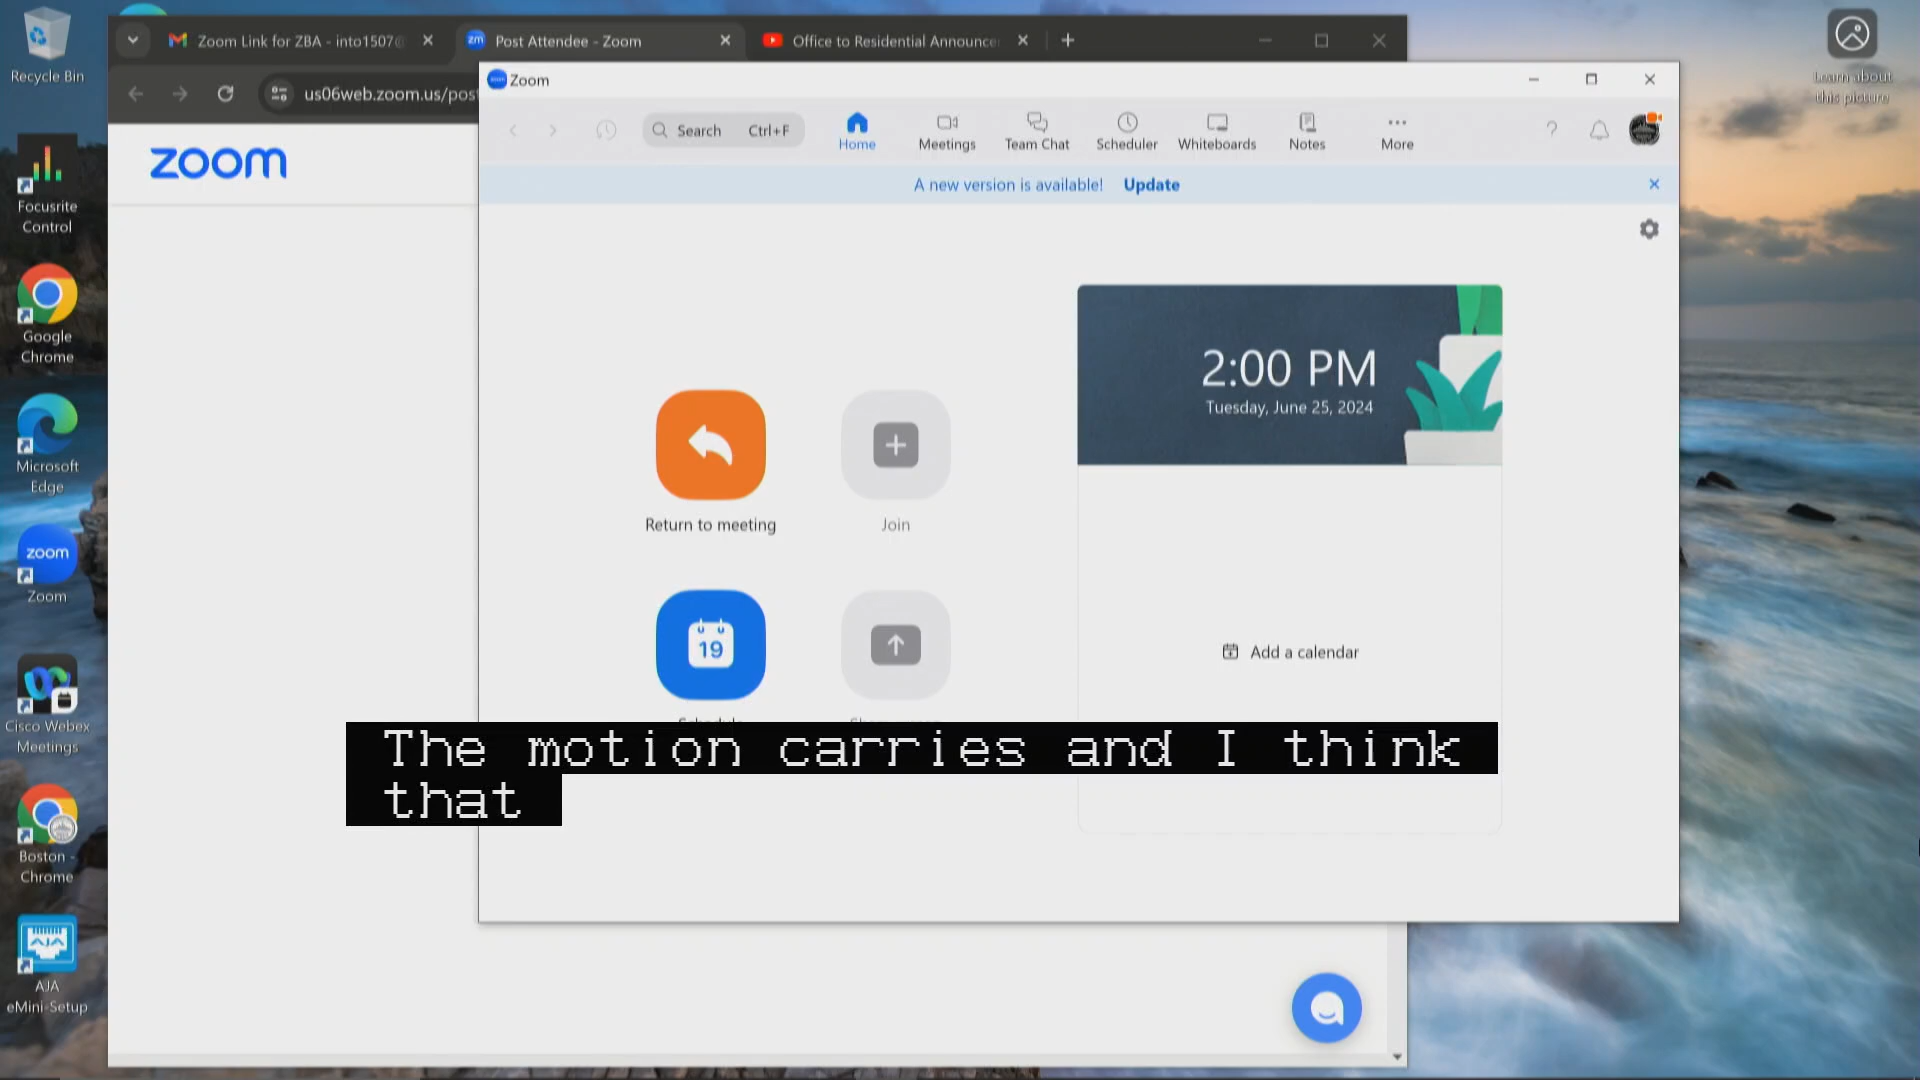 Recycle Bin
Focusrite
Control
Google
Chrome
Microsoft
Edge
zoom
Zoom
Cisco Webex
Meetings
Boston -
Chrome
AJA
AJA
eMini-Setup
Learn about
this picture
Zoom Link for ZBA - into1507@
zm
Post Attendee - Zoom
Office to Residential Announce
us06web.zoom.us/pos
zoom
Zoom
Search Ctrl+F
Home
Meetings
Team Chat
Scheduler
Whiteboards
Notes
More
A new version is available! Update
Return to meeting
Join
19
2:00 PM
Tuesday, June 25, 2024
Add a calendar
The motion carries and I think
that